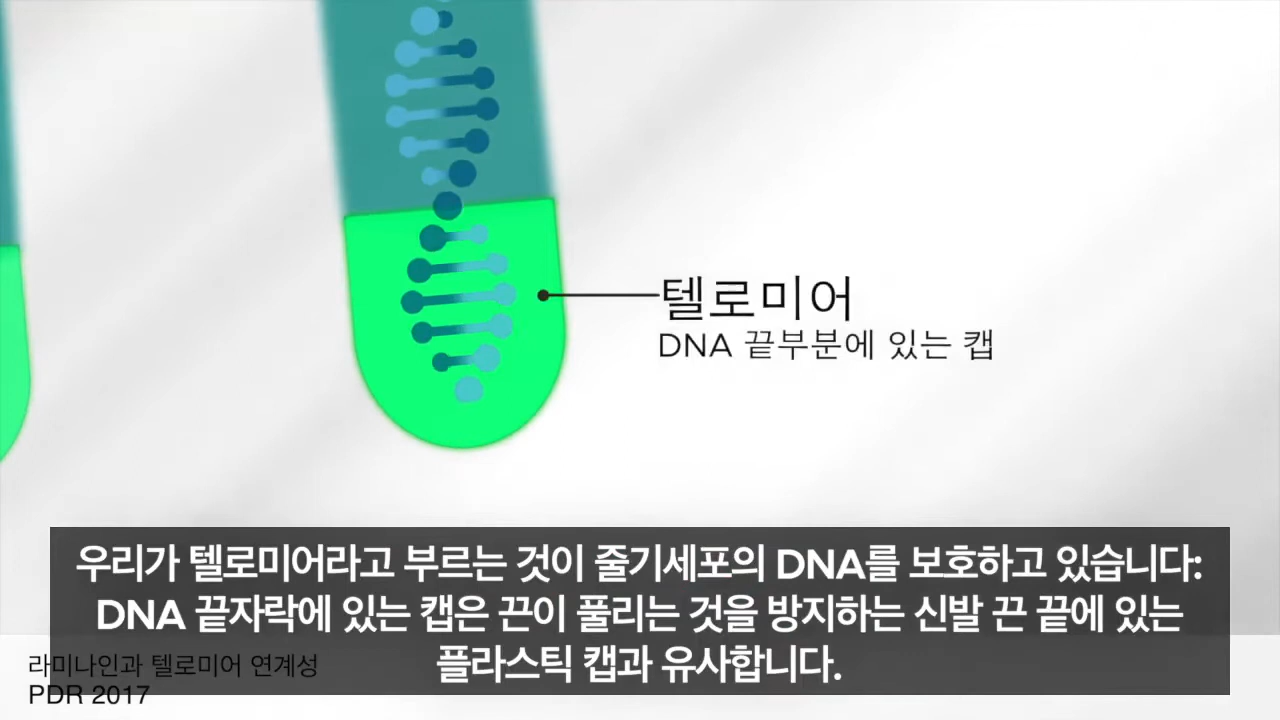 텔로미어
DNA 끝부분에 있는 캡
우리가 텔로미어라고 부르는 것이 줄기세포의 DNA를 보호하고 있습니다:
DNA 끝자락에 있는 캡은 끈이 풀리는 것을 방지하는 신발 끈 끝에 있는
플라스틱 캡과 유사합니다.
라미나인과 텔로미어 연계성
PDR 2017